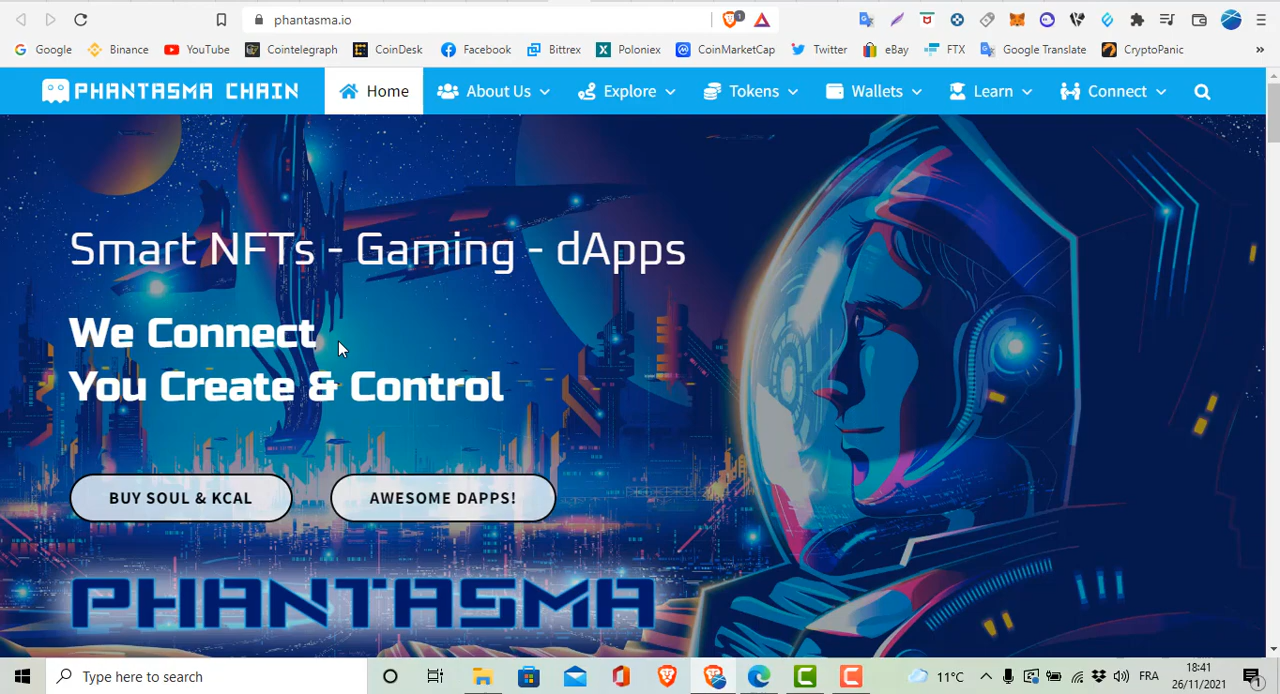 phantasma.io
1
Google Binance YouTube Cointelegraph CoinDesk Facebook Bittrex Poloniex CoinMarketCap Twitter eBay FTX Google Translate CryptoPanic »
PHANTASMA CHAIN Home About Us Explore Tokens Wallets Learn Connect
Smart NFTs - Gaming - dApps
We Connect
You Create & Control
BUY SOUL & KCAL AWESOME DAPPS!
PHANTASMA
Type here to search 11°C FRA 18:41
26/11/2021 1